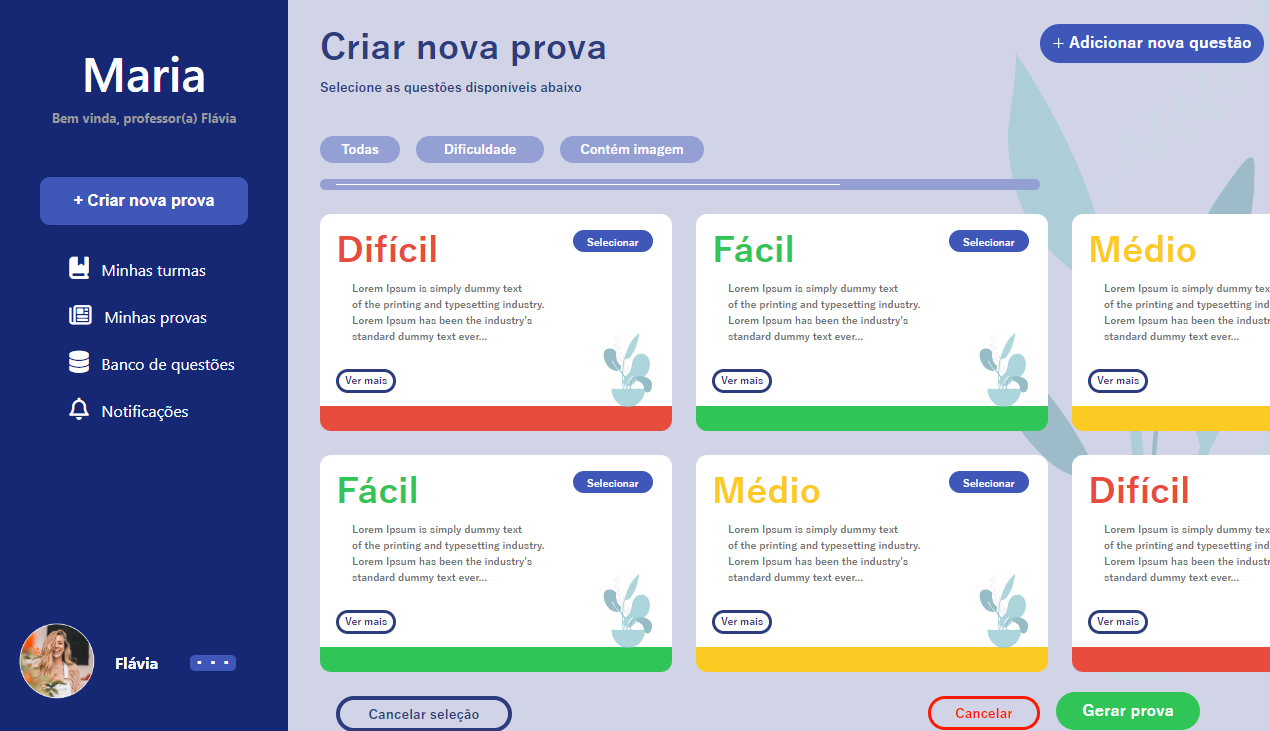 Maria
Bem vinda, professor(a) Flávia
+ Criar nova prova
Minhas turmas
Minhas provas
Banco de questões
Notificações
Flávia
Criar nova prova
+ Adicionar nova questão
Selecione as questões disponíveis abaixo
Todas
Dificuldade
Contém imagem
Difícil
Selecionar
Lorem Ipsum is simply dummy text
of the printing and typesetting industry.
Lorem Ipsum has been the industry's
standard dummy text ever...
Ver mais
Fácil
Selecionar
Lorem Ipsum is simply dummy text
of the printing and typesetting industry.
Lorem Ipsum has been the industry's
standard dummy text ever...
Ver mais
Médio
Lorem Ipsum is simply dummy text
of the printing and typesetting indust
Lorem Ipsum has been the industry
standard dummy text ever...
Ver mais
Fácil
Selecionar
Lorem Ipsum is simply dummy text
of the printing and typesetting industry.
Lorem Ipsum has been the industry's
standard dummy text ever...
Ver mais
Médio
Selecionar
Lorem Ipsum is simply dummy text
of the printing and typesetting industry.
Lorem Ipsum has been the industry's
standard dummy text ever...
Ver mais
Difícil
Lorem Ipsum is simply dummy text
of the printing and typesetting indust
Lorem Ipsum has been the industry
standard dummy text ever...
Ver mais
Cancelar seleção
Cancelar
Gerar prova